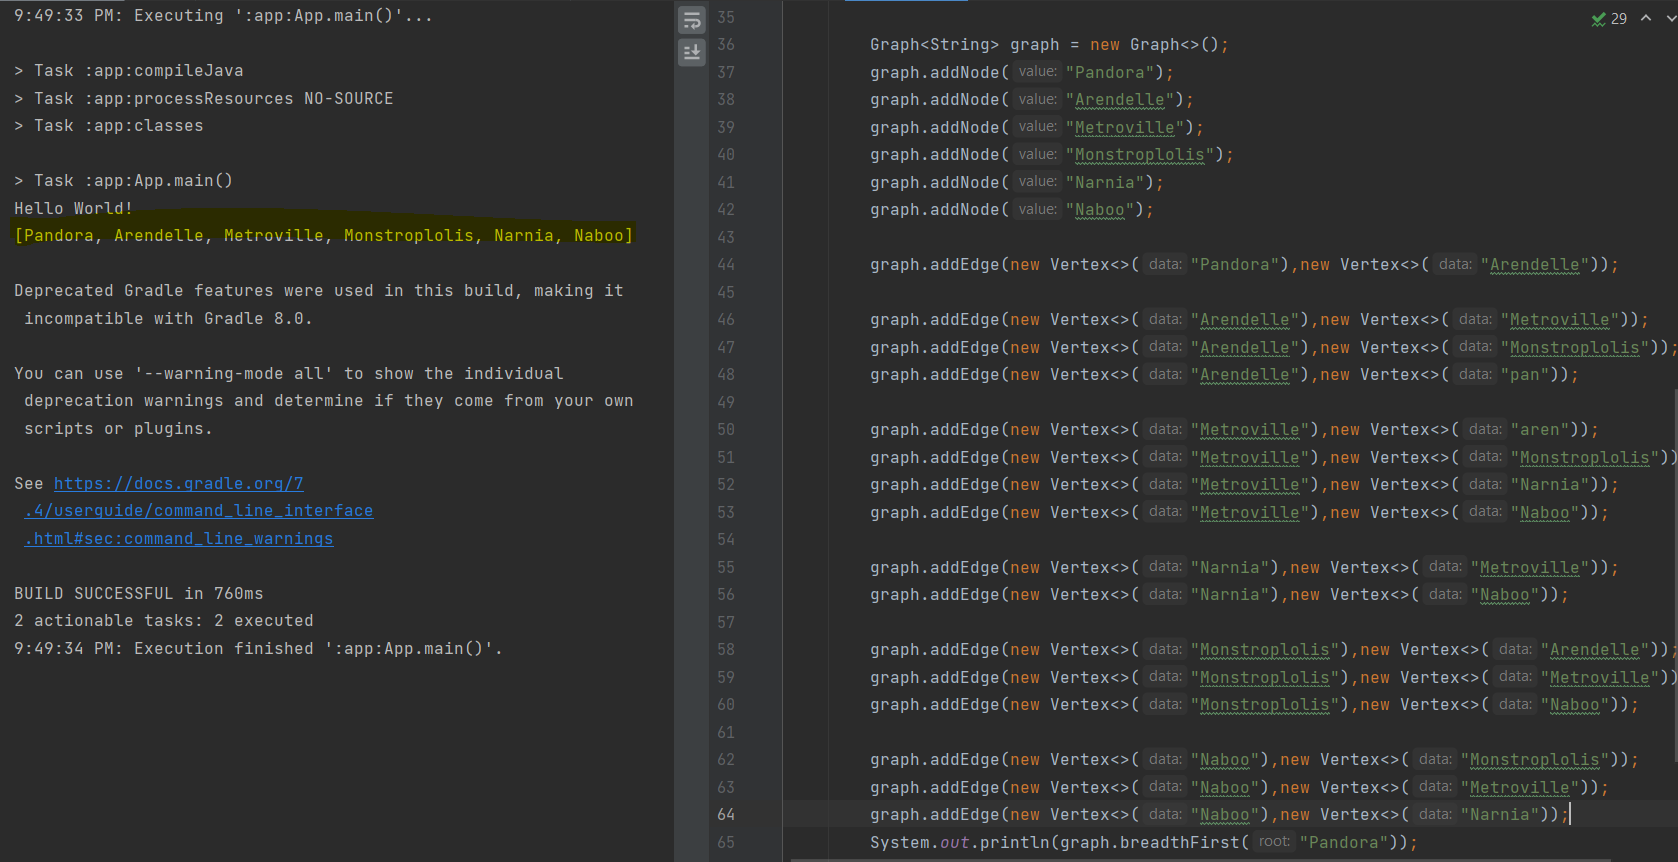 9:49:33 PM: Executing ':app:App.main()'...
> Task :app:compileJava
> Task :app:processResources NO-SOURCE
> Task :app:classes
> Task :app:App.main()
Hello World!
[Pandora, Arendelle, Metroville, Monstroplolis, Narnia, Naboo]
Deprecated Gradle features were used in this build, making it
incompatible with Gradle 8.0.
You can use '--warning-mode all' to show the individual
deprecation warnings and determine if they come from your own
scripts or plugins.
See https://docs.gradle.org/7
.4/userguide/command_line_interface
.html#sec:command_line_warnings
BUILD SUCCESSFUL in 760ms
2 actionable tasks: 2 executed
9:49:34 PM: Execution finished ':app:App.main()'.
29
35
36 Graph<String> graph = new Graph<>();
37 graph.addNode( value: "Pandora");
38 graph.addNode( value: "Arendelle");
39 graph.addNode( value: "Metroville");
40 graph.addNode( value: "Monstroplolis");
41 graph.addNode( value: "Narnia");
42 graph.addNode( value: "Naboo");
43
44 graph.addEdge(new Vertex<>( data: "Pandora"),new Vertex<>( data: "Arendelle"));
45
46 graph.addEdge(new Vertex<>( data: "Arendelle"),new Vertex<>( data: "Metroville"));
47 graph.addEdge(new Vertex<>( data: "Arendelle"),new Vertex<>( data: "Monstroplolis"));
48 graph.addEdge(new Vertex<>( data: "Arendelle"),new Vertex<>( data: "pan"));
49
50 graph.addEdge(new Vertex<>( data: "Metroville"),new Vertex<>( data: "aren"));
51 graph.addEdge(new Vertex<>( data: "Metroville"),new Vertex<>( data: "Monstroplolis"))
52 graph.addEdge(new Vertex<>( data: "Metroville"),new Vertex<>( data: "Narnia"));
53 graph.addEdge(new Vertex<>( data: "Metroville"),new Vertex<>( data: "Naboo"));
54
55 graph.addEdge(new Vertex<>( data: "Narnia"),new Vertex<>( data: "Metroville"));
56 graph.addEdge(new Vertex<>( data: "Narnia"),new Vertex<>( data: "Naboo"));
57
58 graph.addEdge(new Vertex<>( data: "Monstroplolis"),new Vertex<>( data: "Arendelle"));
59 graph.addEdge(new Vertex<>( data: "Monstroplolis"),new Vertex<>( data: "Metroville"))
60 graph.addEdge(new Vertex<>( data: "Monstroplolis"),new Vertex<>( data: "Naboo"));
61
62 graph.addEdge(new Vertex<>( data: "Naboo"),new Vertex<>( data: "Monstroplolis"));
63 graph.addEdge(new Vertex<>( data: "Naboo"),new Vertex<>( data: "Metroville"));
64 graph.addEdge(new Vertex<>( data: "Naboo"),new Vertex<>( data: "Narnia"));
65 System.out.println(graph.breadthFirst( root: "Pandora"));